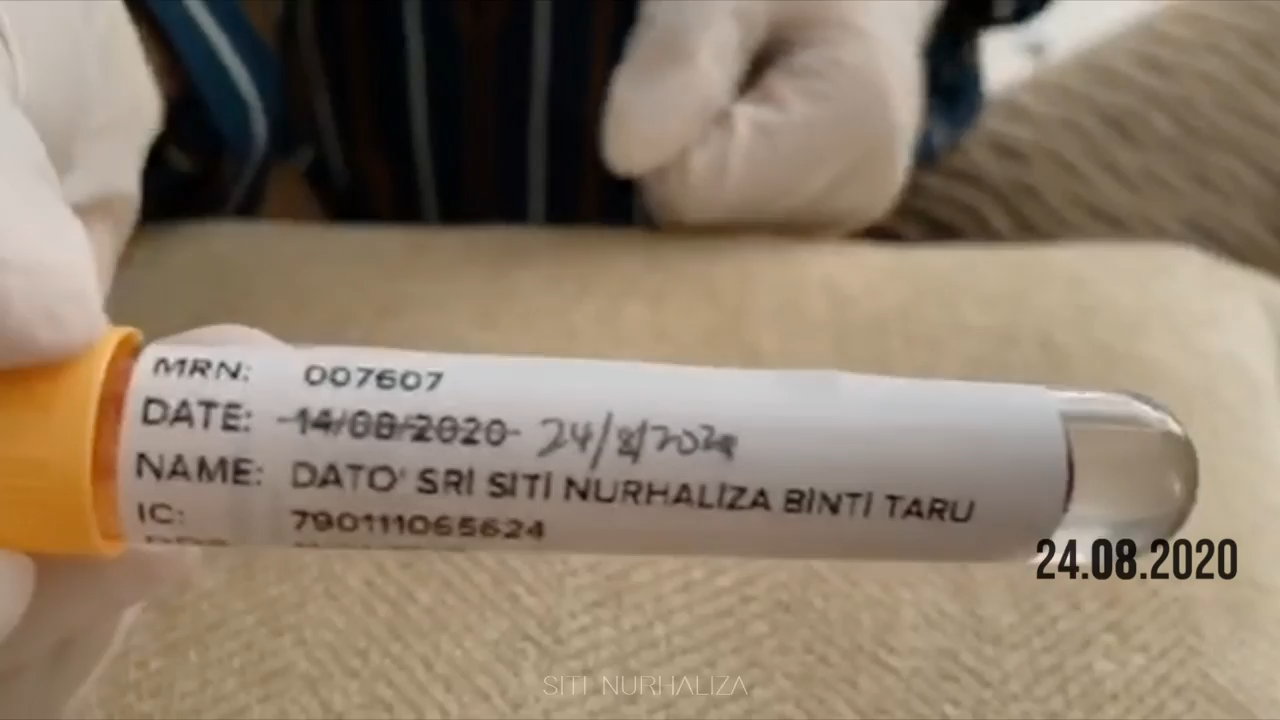 MRN: 007607
DATE: 14/08/2020 24/8/2020
NAME: DATO' SRI SITI NURHALIZA BINTI TARU
IC: 790111065624
24.08.2020
SITI NURHALIZA